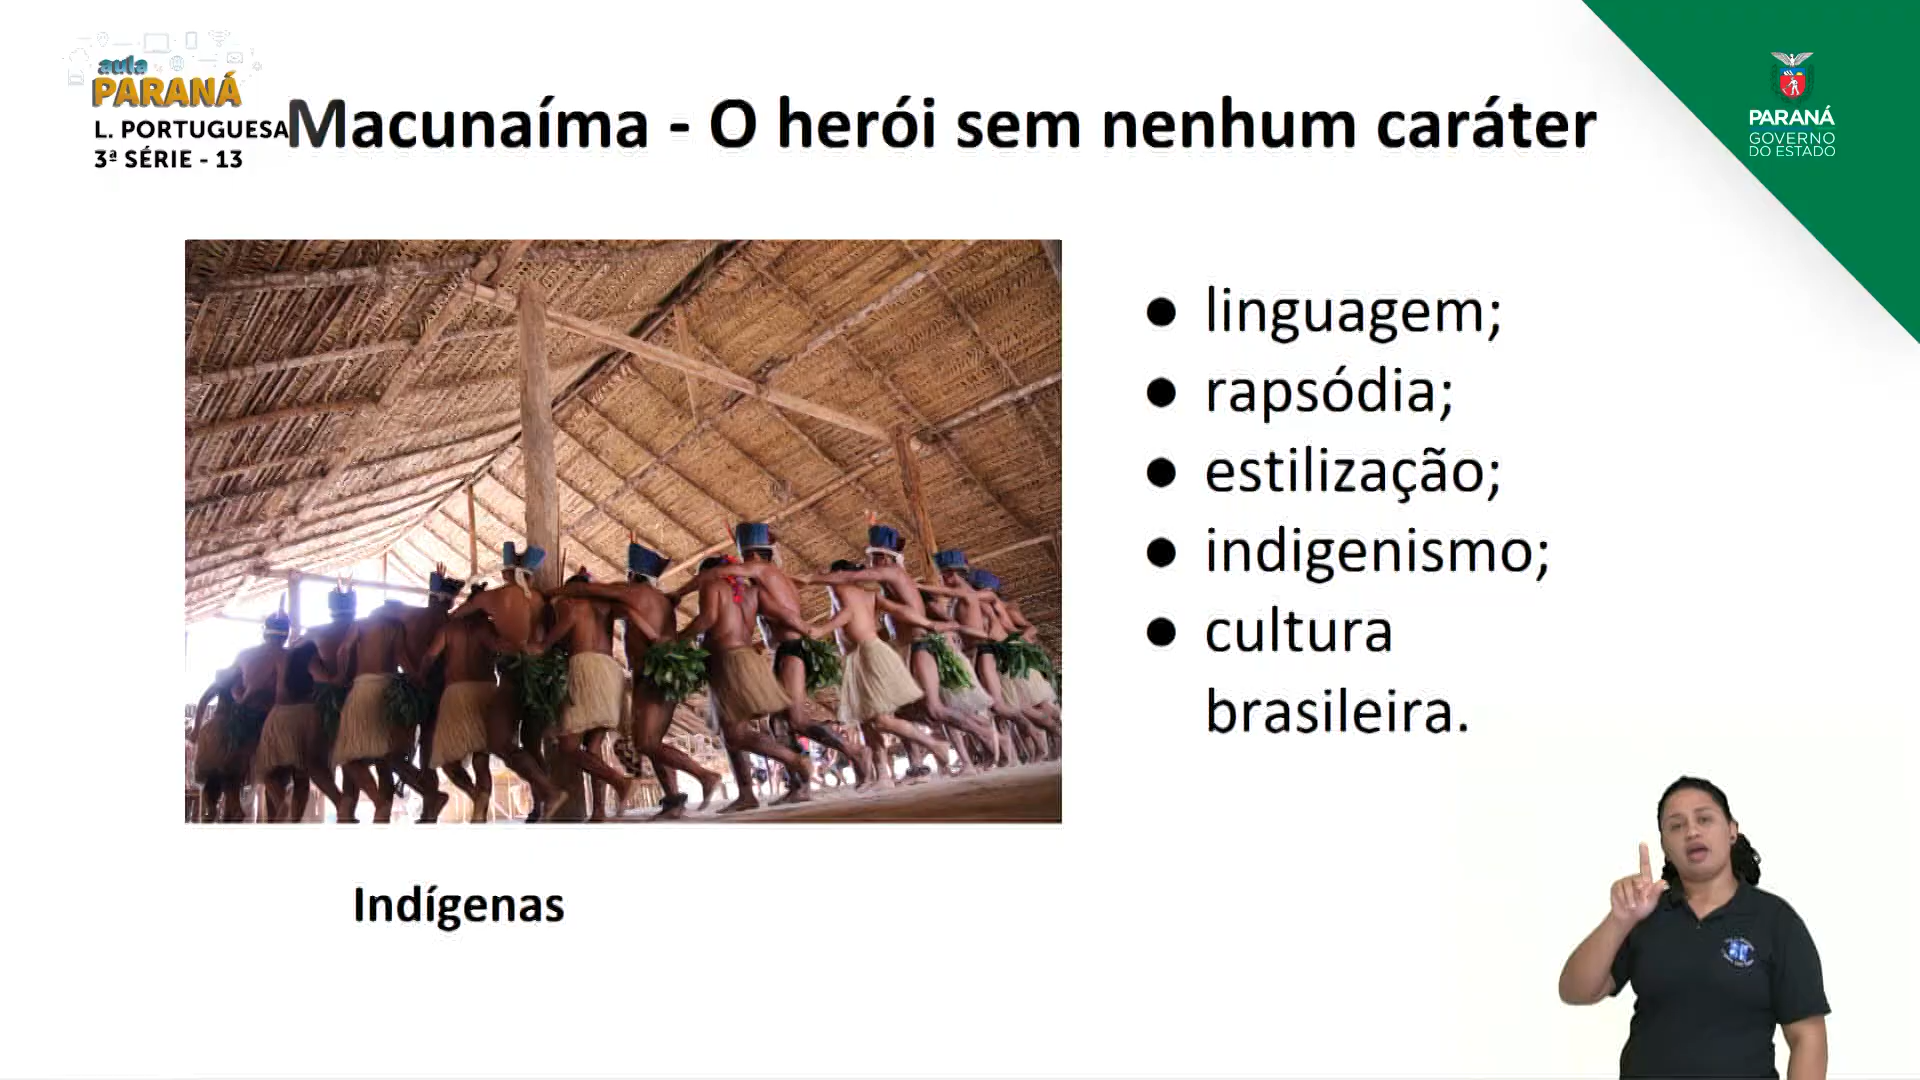 aula
PARANÁ
L. PORTUGUESA
3ª SÉRIE - 13
Macunaíma - O herói sem nenhum caráter
PARANÁ
GOVERNO
DO ESTADO
● linguagem;
● rapsódia;
● estilização;
● indigenismo;
● cultura
brasileira.
Indígenas